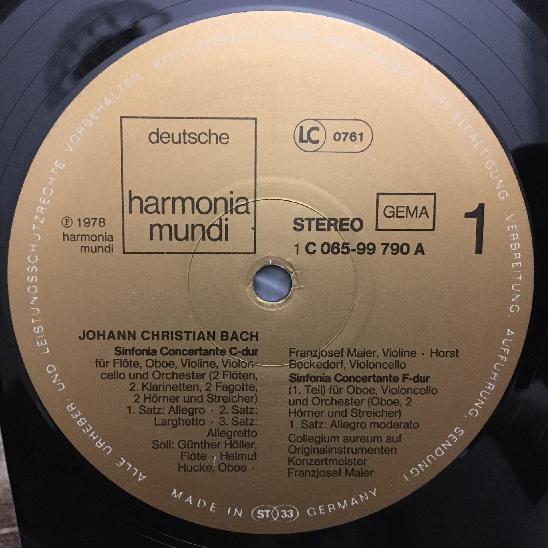 deutsche
harmonia
mundi
LC 0761
℗ 1978
harmonia
mundi
STEREO
GEMA
1
1 C 065-99 790 A
JOHANN CHRISTIAN BACH
Sinfonia Concertante C-dur
für Flöte, Oboe, Violine, Violon-
cello und Orchester (2 Flöten,
2. Klarinetten, 2 Fagotte,
2 Hörner und Streicher)
1. Satz: Allegro · 2. Satz:
Larghetto · 3. Satz:
Allegretto
Soli: Günther Höller,
Flöte · Helmut
Hucke, Oboe ·
Franzjosef Maier, Violine · Horst
Beckedorf, Violoncello
Sinfonia Concertante F-dur
(1. Teil) für Oboe, Violoncello
und Orchester (Oboe, 2
Hörner und Streicher)
1. Satz: Allegro moderato
Collegium aureum auf
Originalinstrumenten
Konzertmeister
Franzjosef Maier
ALLE URHEBER- UND LEISTUNGSSCHUTZRECHTE VORBEHALTEN VERVIELFÄLTIGUNG, VERBREITUNG, AUFFÜHRUNG, SENDUNG!
MADE IN ST 33 GERMANY